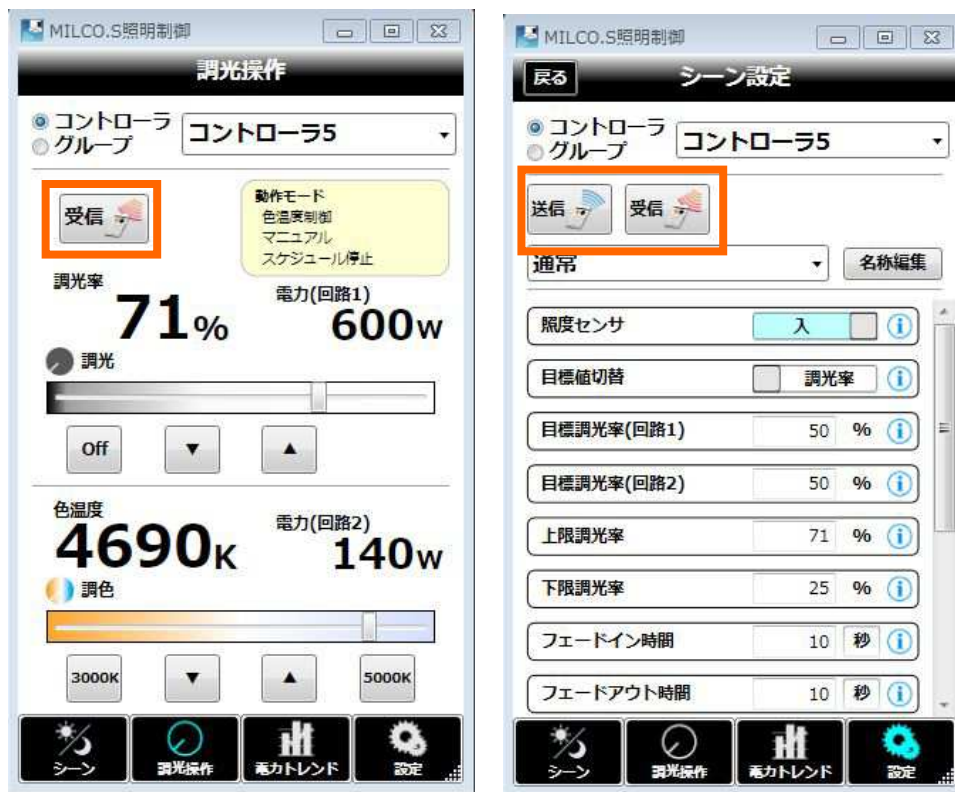 MILCO.S照明制御
調光操作
コントローラ
グループ
コントローラ5
受信
動作モード
色温度制御
マニュアル
スケジュール停止
調光率
71%
電力(回路1)
600w
調光
Off
▼
▲
色温度
4690K
電力(回路2)
140w
調色
3000K
▼
▲
5000K
シーン
調光操作
電力トレンド
設定
MILCO.S照明制御
戻る
シーン設定
コントローラ
グループ
コントローラ5
送信
受信
通常
名称編集
照度センサ 入
目標値切替 調光率
目標調光率(回路1) 50 %
目標調光率(回路2) 50 %
上限調光率 71 %
下限調光率 25 %
フェードイン時間 10 秒
フェードアウト時間 10 秒
シーン
調光操作
電力トレンド
設定